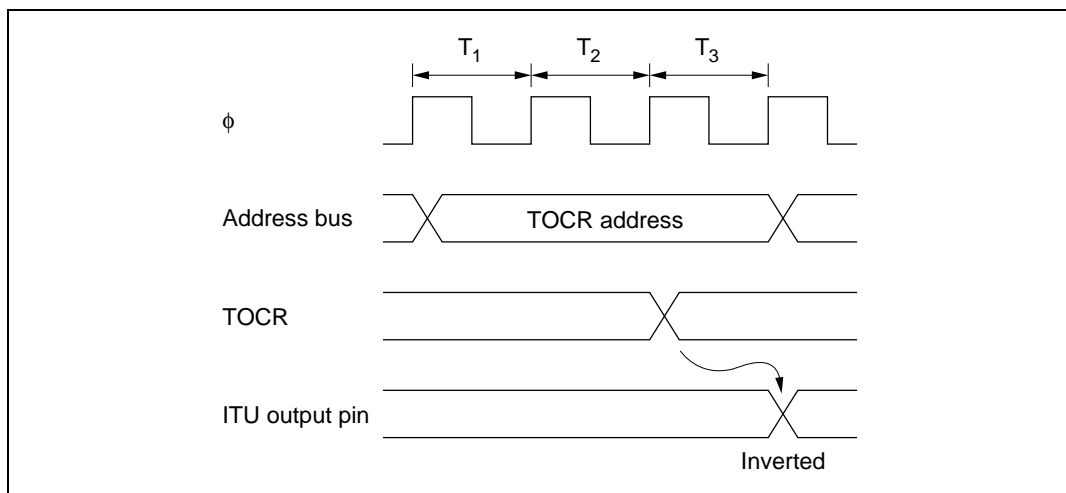 T1 T2 T3
φ
Address bus TOCR address
TOCR
ITU output pin
Inverted